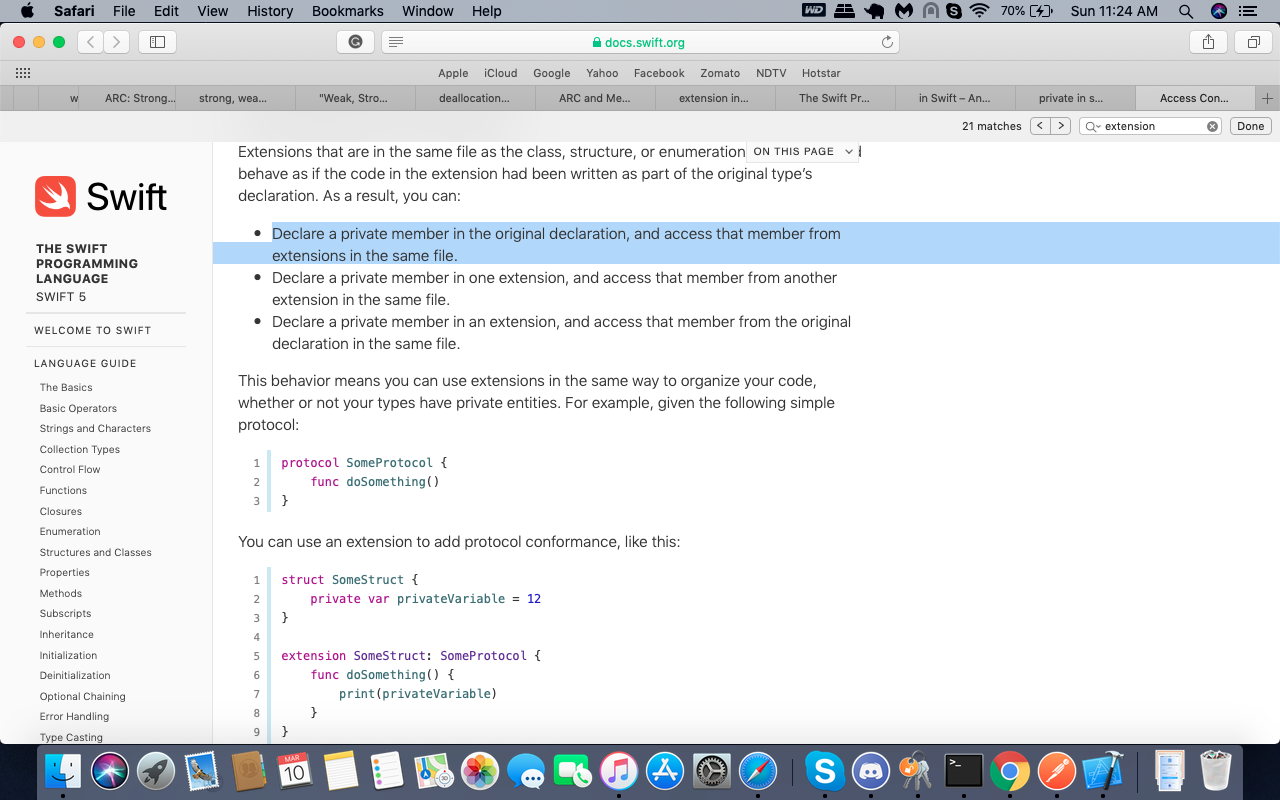 Safari File Edit View History Bookmarks Window Help 70% Sun 11:24 AM
docs.swift.org
Apple iCloud Google Yahoo Facebook Zomato NDTV Hotstar
w ARC: Strong... strong, wea... "Weak, Stro... deallocation... ARC and Me... extension in... The Swift Pr... in Swift – An... private in s... Access Con...
21 matches extension Done
Swift
THE SWIFT
PROGRAMMING
LANGUAGE
SWIFT 5
WELCOME TO SWIFT
LANGUAGE GUIDE
The Basics
Basic Operators
Strings and Characters
Collection Types
Control Flow
Functions
Closures
Enumeration
Structures and Classes
Properties
Methods
Subscripts
Inheritance
Initialization
Deinitialization
Optional Chaining
Error Handling
Type Casting
ON THIS PAGE
Extensions that are in the same file as the class, structure, or enumeration
behave as if the code in the extension had been written as part of the original type’s
declaration. As a result, you can:
• Declare a private member in the original declaration, and access that member from
extensions in the same file.
• Declare a private member in one extension, and access that member from another
extension in the same file.
• Declare a private member in an extension, and access that member from the original
declaration in the same file.
This behavior means you can use extensions in the same way to organize your code,
whether or not your types have private entities. For example, given the following simple
protocol:
1 protocol SomeProtocol {
2 func doSomething()
3 }
You can use an extension to add protocol conformance, like this:
1 struct SomeStruct {
2 private var privateVariable = 12
3 }
4
5 extension SomeStruct: SomeProtocol {
6 func doSomething() {
7 print(privateVariable)
8 }
9 }
MAR
10